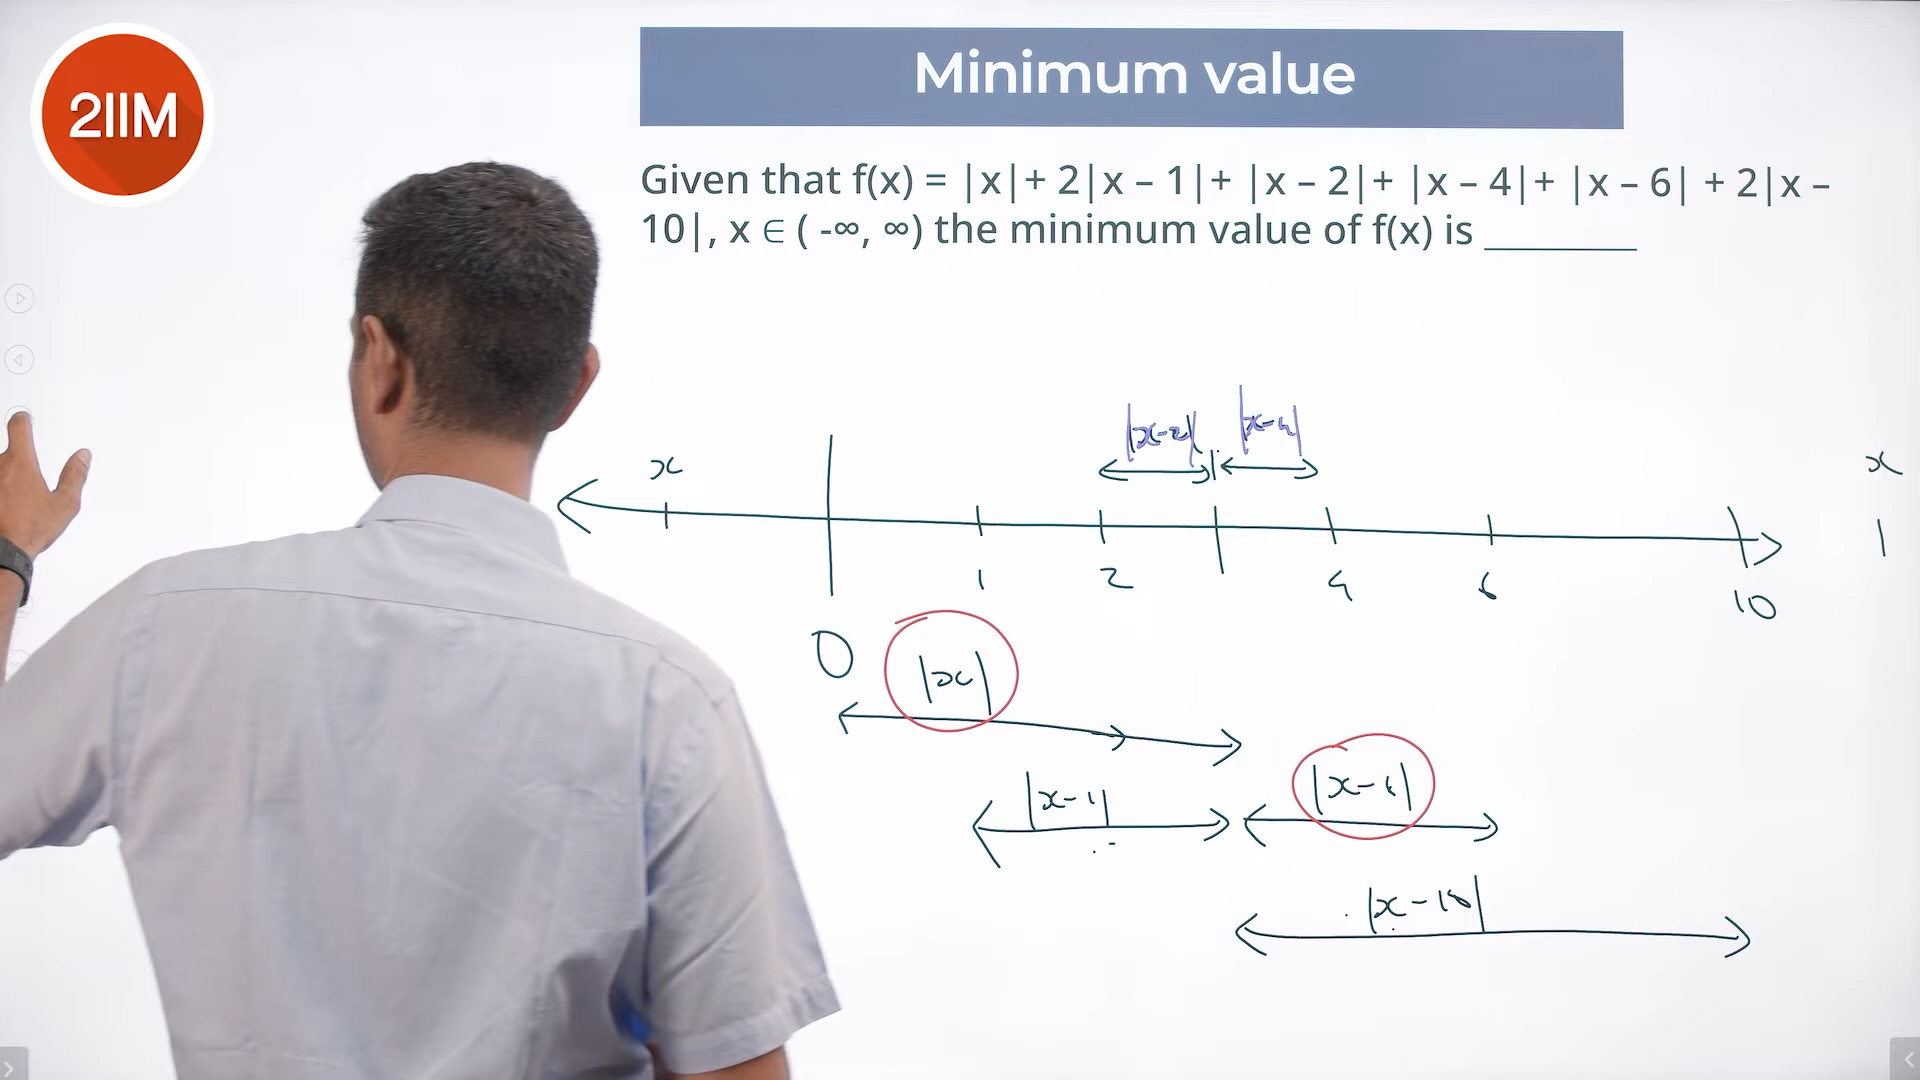 2IIM
Minimum value
Given that f(x) = |x|+ 2|x – 1|+ |x – 2|+ |x – 4|+ |x – 6| + 2|x –
10|, x ∈ ( -∞, ∞) the minimum value of f(x) is ________
|x-2| |x-4|
x
x
1 2 4 6 10
0
|x|
|x-1|
|x-6|
|x-10|